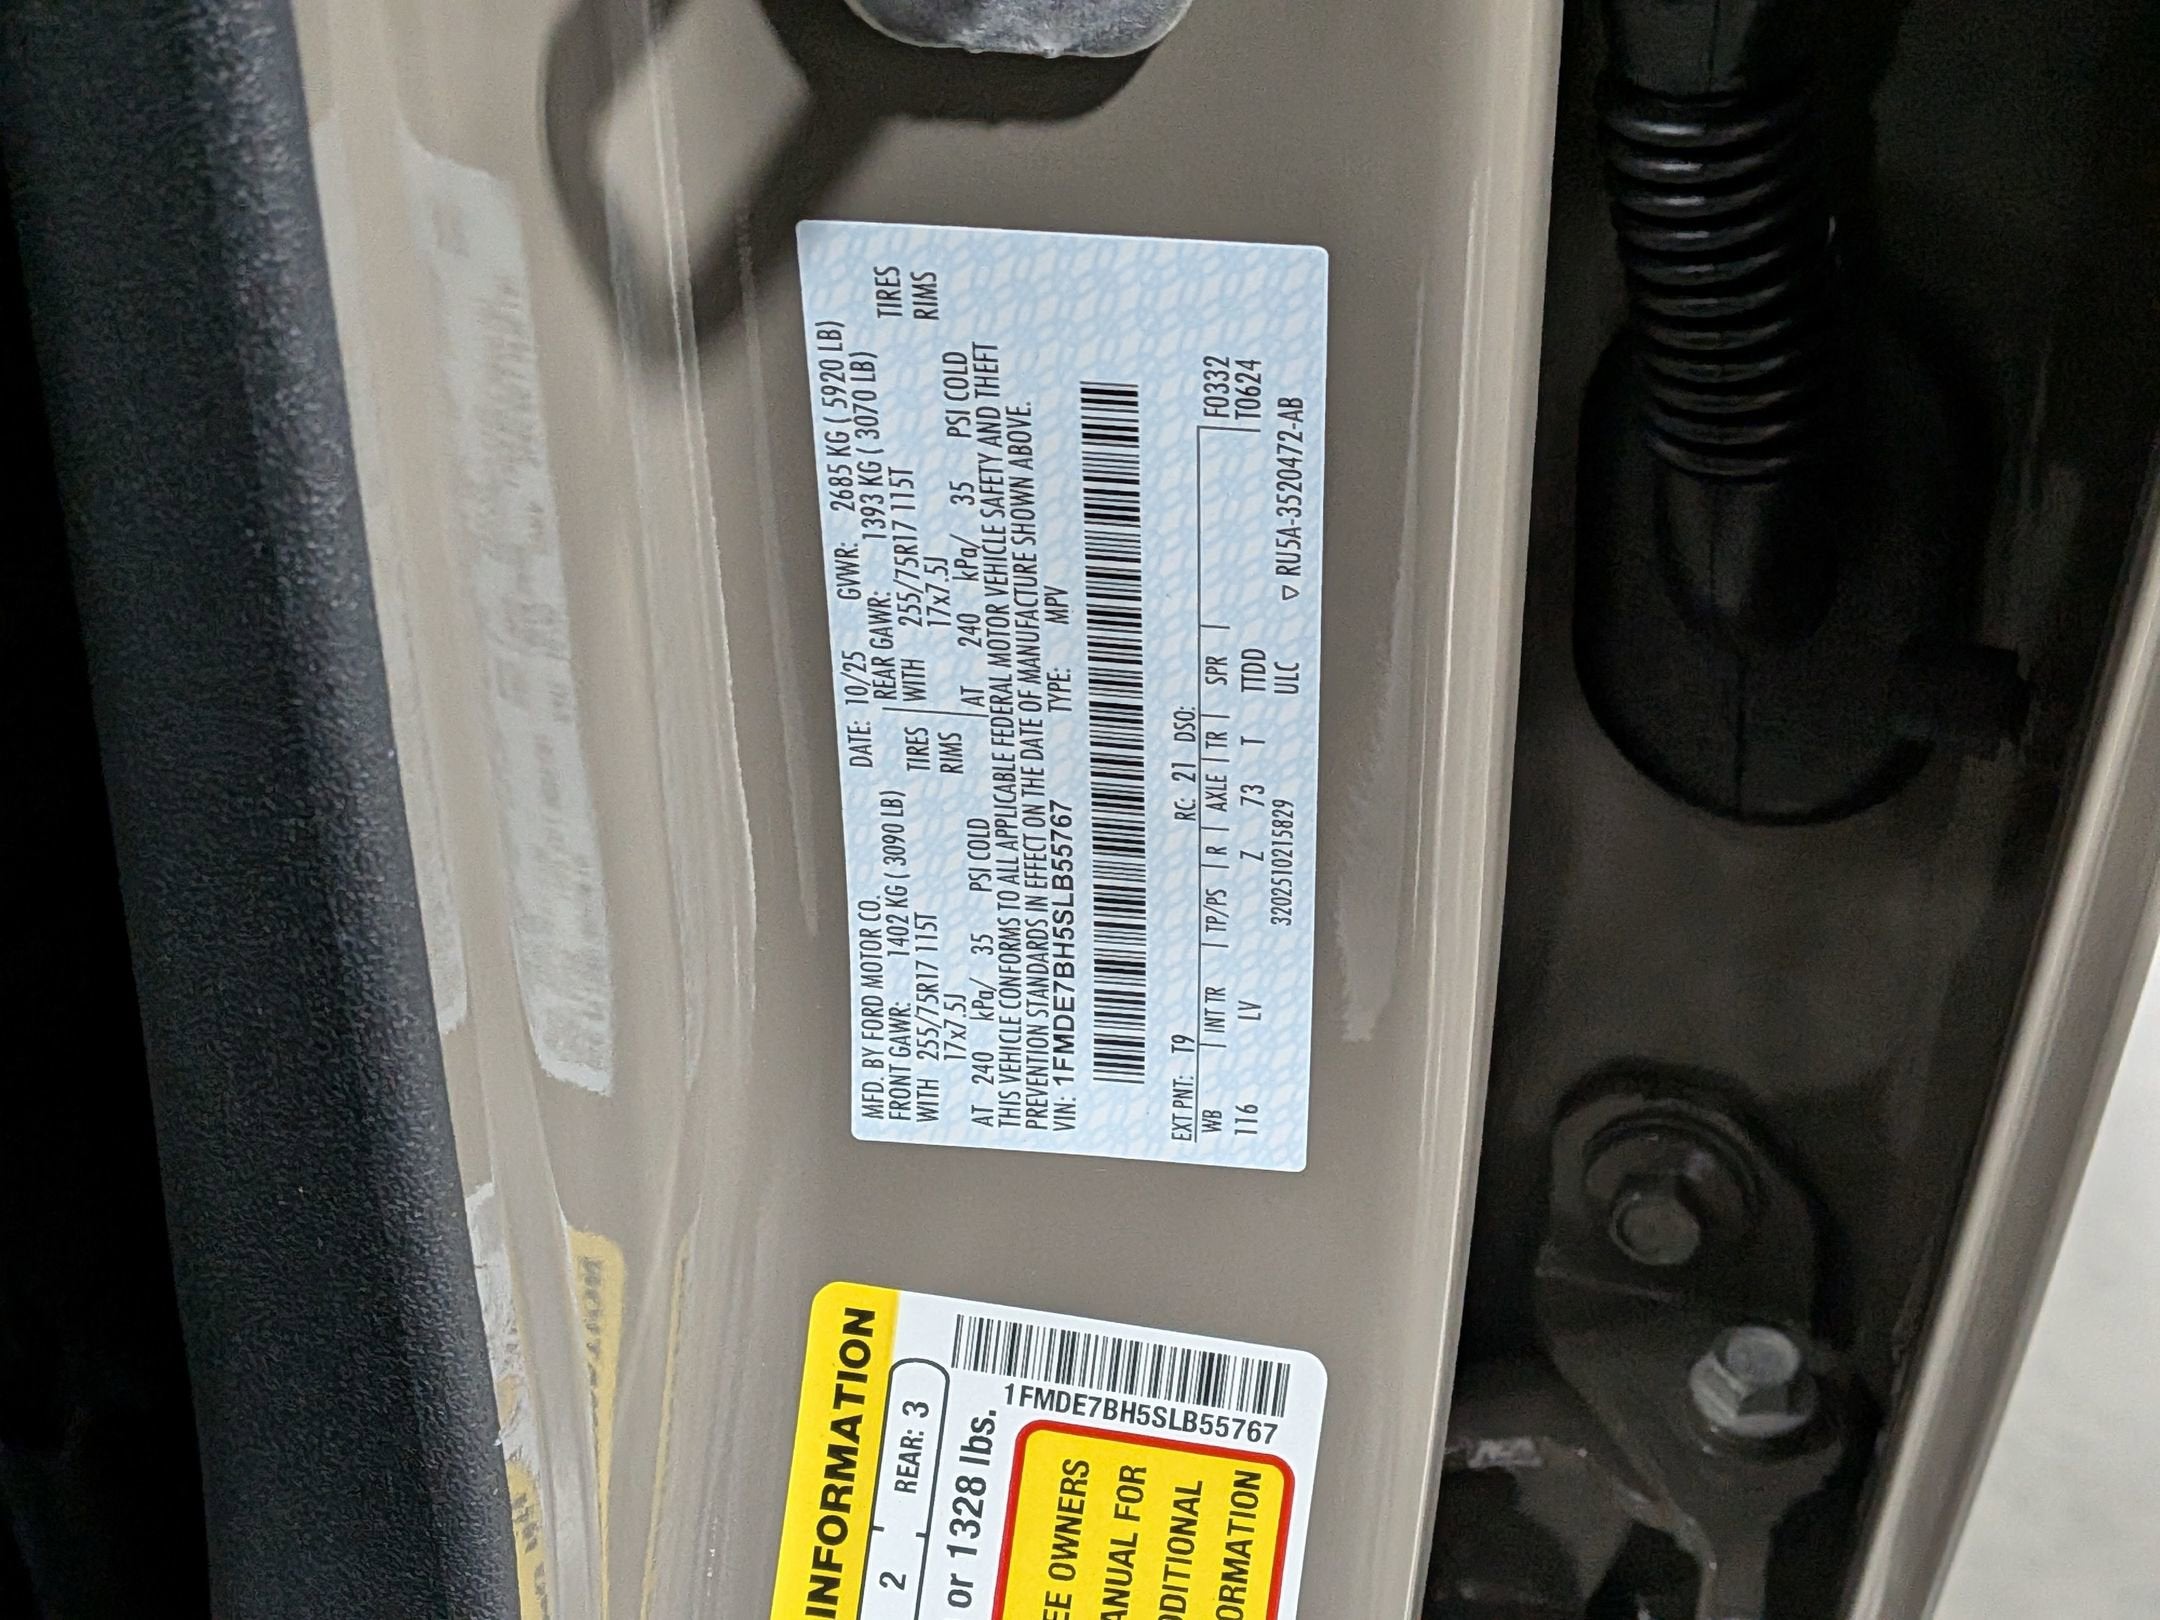 MFD. BY FORD MOTOR CO. DATE: 10/25 GVWR: 2685 KG ( 5920 LB)
FRONT GAWR: 1402 KG ( 3090 LB) REAR GAWR: 1393 KG ( 3070 LB)
WITH 255/75R17 115T TIRES WITH 255/75R17 115T TIRES
17x7.5J RIMS 17x7.5J RIMS
AT 240 kPa/ 35 PSI COLD AT 240 kPa/ 35 PSI COLD
THIS VEHICLE CONFORMS TO ALL APPLICABLE FEDERAL MOTOR VEHICLE SAFETY AND THEFT
PREVENTION STANDARDS IN EFFECT ON THE DATE OF MANUFACTURE SHOWN ABOVE.
VIN: 1FMDE7BH5SLB55767 TYPE: MPV
EXT PNT: T9 RC: 21 DSO:
WB | INT TR | TP/PS | R | AXLE | TR | SPR | F0332
116 LV Z 73 T TTDD T0624
3202510215829 ULC ▽ RU5A-3520472-AB
INFORMATION
2 REAR: 3
or 1328 lbs.
1FMDE7BH5SLB55767
EE OWNERS
ANUAL FOR
DDITIONAL
ORMATION